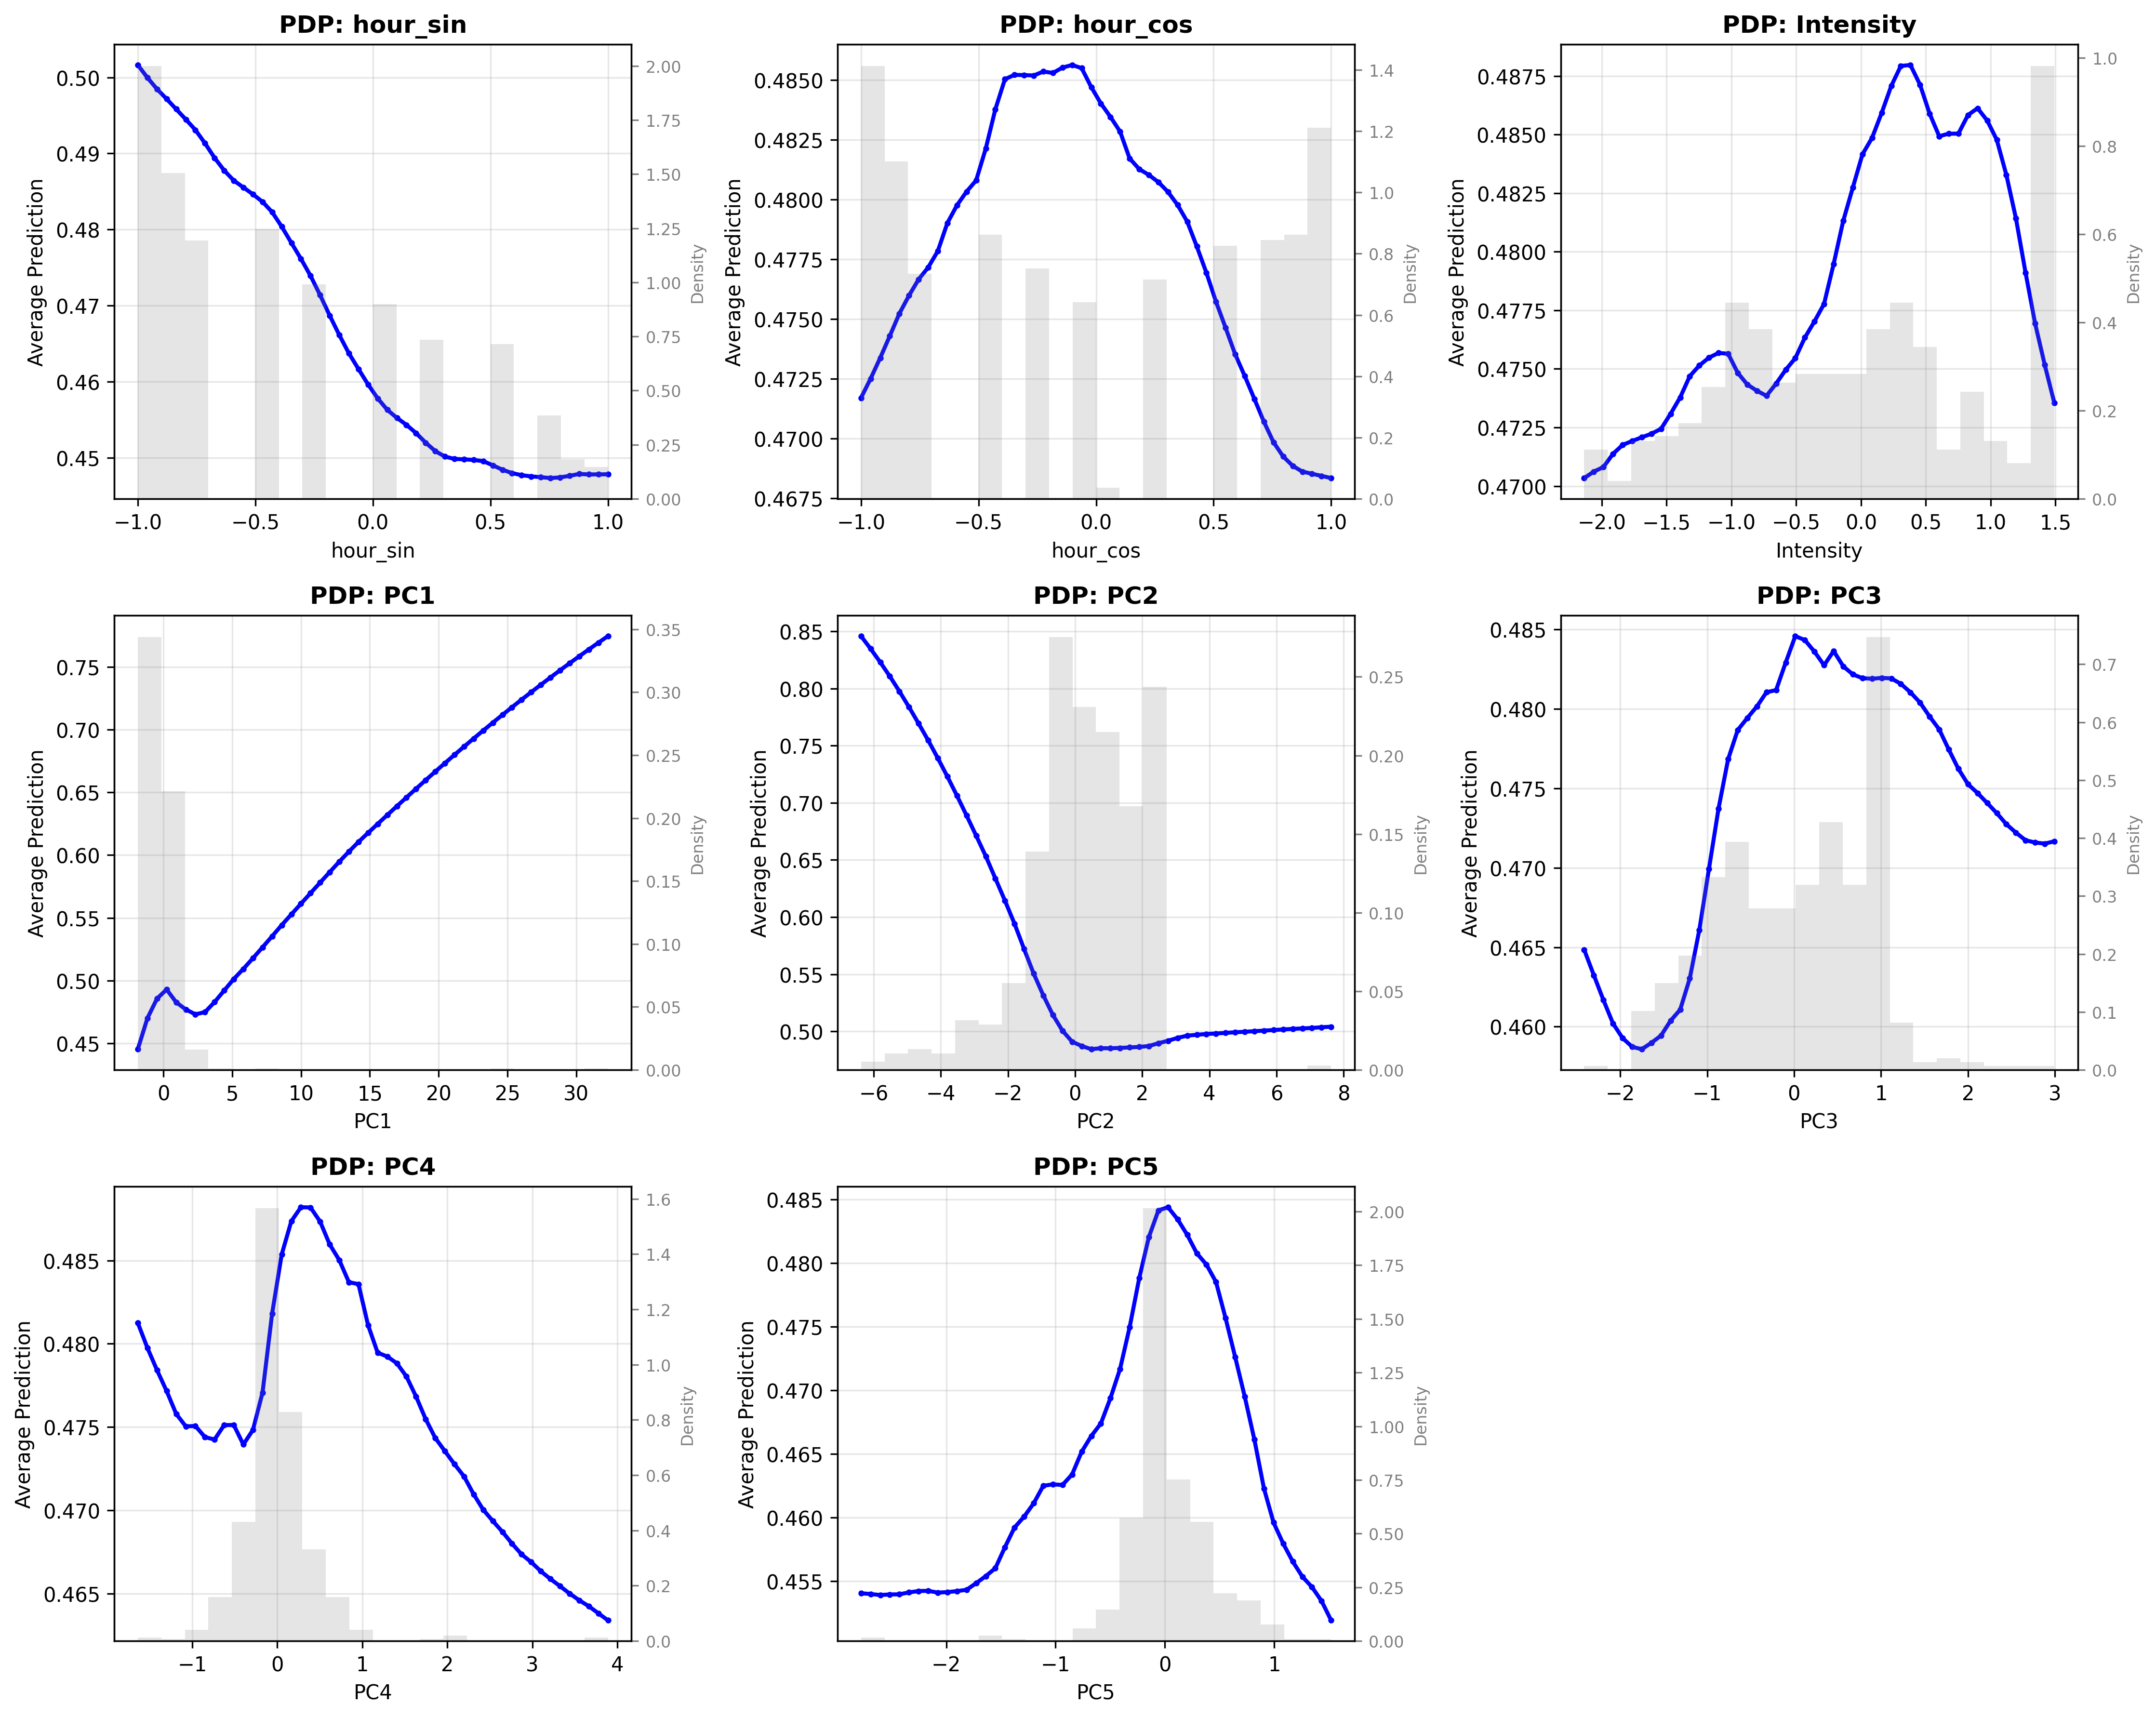 PDP: hour_sin
PDP: hour_cos
PDP: Intensity
0.50
0.49
0.48
0.47
0.46
0.45
Average Prediction
−1.0 −0.5 0.0 0.5 1.0
hour_sin
2.00
1.75
1.50
1.25
1.00
0.75
0.50
0.25
0.00
Density
0.4850
0.4825
0.4800
0.4775
0.4750
0.4725
0.4700
0.4675
Average Prediction
−1.0 −0.5 0.0 0.5 1.0
hour_cos
1.4
1.2
1.0
0.8
0.6
0.4
0.2
0.0
Density
0.4875
0.4850
0.4825
0.4800
0.4775
0.4750
0.4725
0.4700
Average Prediction
−2.0 −1.5 −1.0 −0.5 0.0 0.5 1.0 1.5
Intensity
1.0
0.8
0.6
0.4
0.2
0.0
Density
PDP: PC1
PDP: PC2
PDP: PC3
0.75
0.70
0.65
0.60
0.55
0.50
0.45
Average Prediction
0 5 10 15 20 25 30
PC1
0.35
0.30
0.25
0.20
0.15
0.10
0.05
0.00
Density
0.85
0.80
0.75
0.70
0.65
0.60
0.55
0.50
Average Prediction
−6 −4 −2 0 2 4 6 8
PC2
0.25
0.20
0.15
0.10
0.05
0.00
Density
0.485
0.480
0.475
0.470
0.465
0.460
Average Prediction
−2 −1 0 1 2 3
PC3
0.7
0.6
0.5
0.4
0.3
0.2
0.1
0.0
Density
PDP: PC4
PDP: PC5
0.485
0.480
0.475
0.470
0.465
Average Prediction
−1 0 1 2 3 4
PC4
1.6
1.4
1.2
1.0
0.8
0.6
0.4
0.2
0.0
Density
0.485
0.480
0.475
0.470
0.465
0.460
0.455
Average Prediction
−2 −1 0 1
PC5
2.00
1.75
1.50
1.25
1.00
0.75
0.50
0.25
0.00
Density